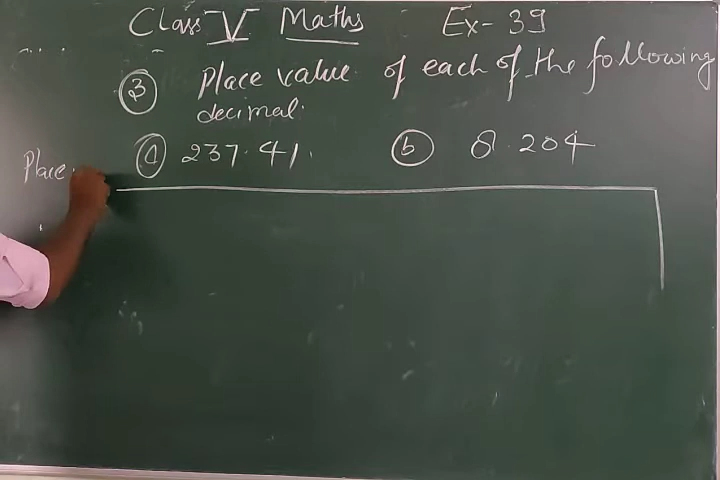 Class V Maths Ex-39
③ Place value of each of the following
decimal.
ⓐ 237.41. ⓑ 8.204
Place